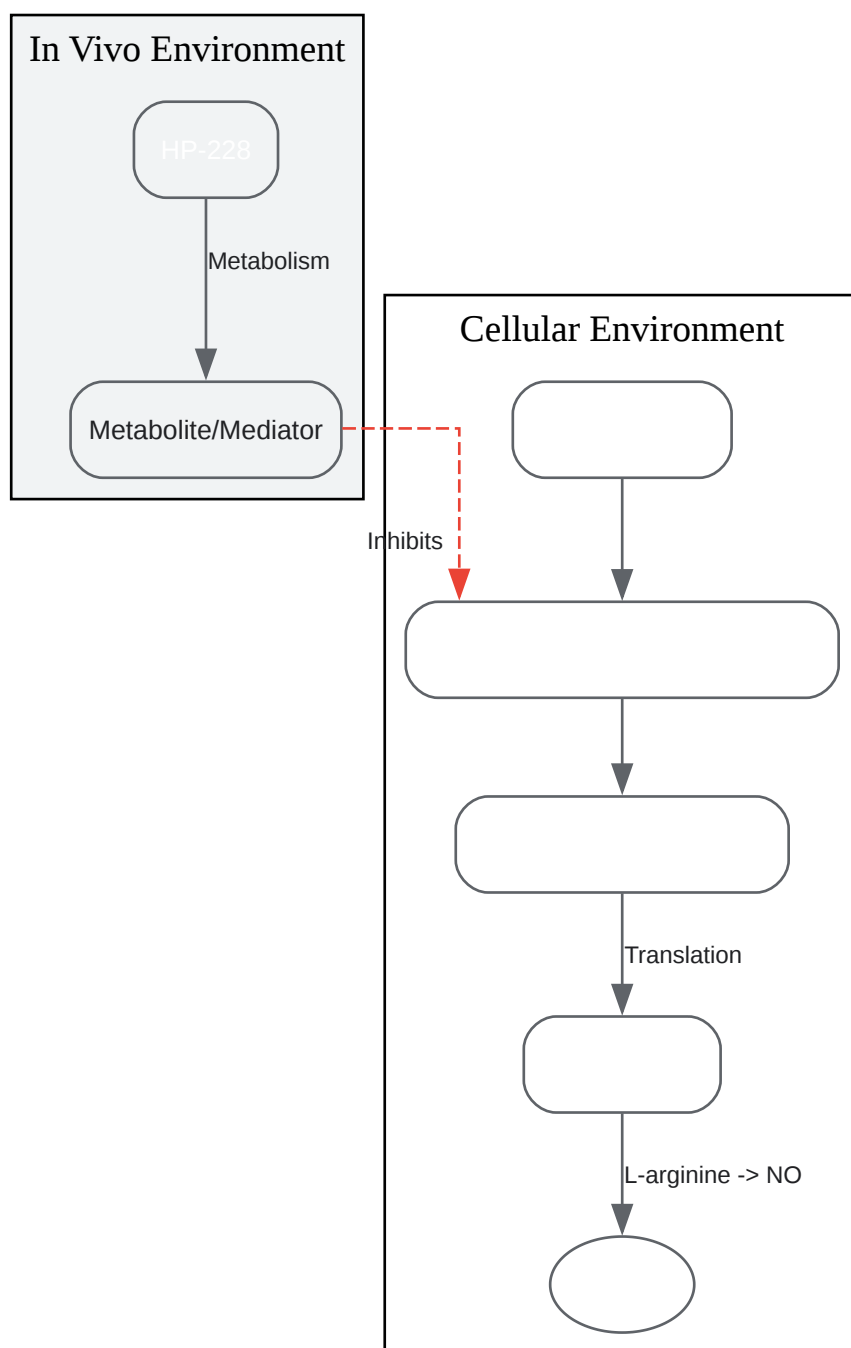 In Vivo Environment
HP-228
Metabolism
Metabolite/Mediator
Inhibits
Cellular Environment
Translation
L-arginine -> NO